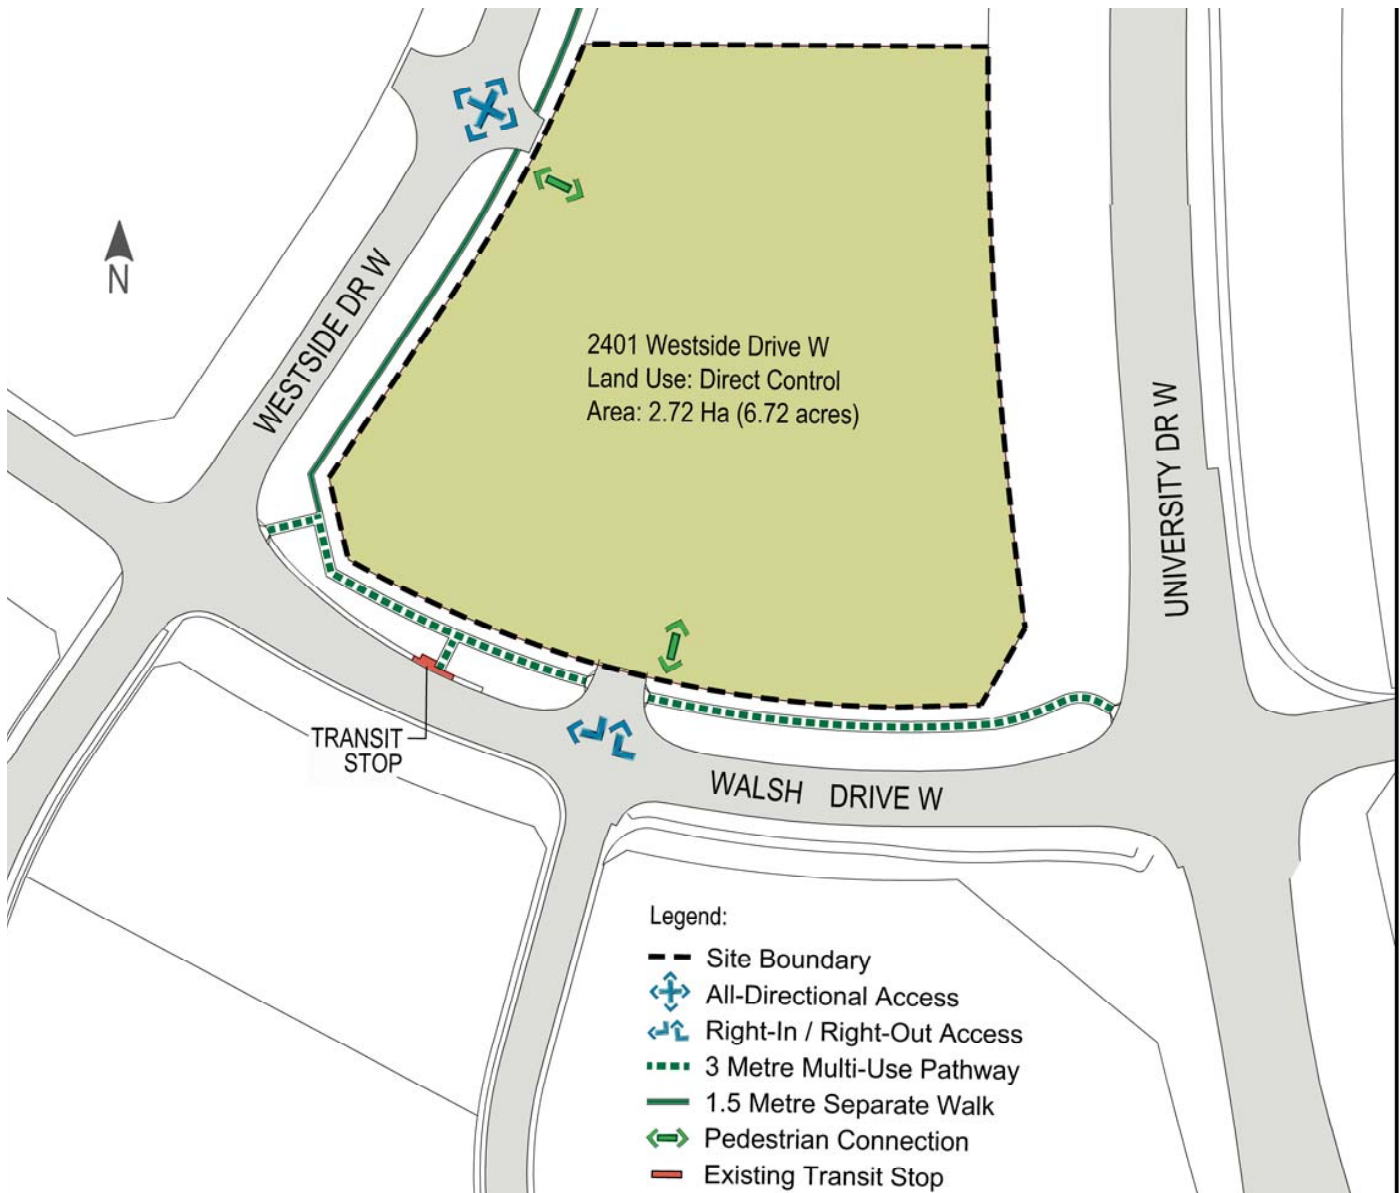 N
WESTSIDE DR W
2401 Westside Drive W
Land Use: Direct Control
Area: 2.72 Ha (6.72 acres)
UNIVERSITY DR W
TRANSIT
STOP
WALSH DRIVE W
Legend:
Site Boundary
All-Directional Access
Right-In / Right-Out Access
3 Metre Multi-Use Pathway
1.5 Metre Separate Walk
Pedestrian Connection
Existing Transit Stop